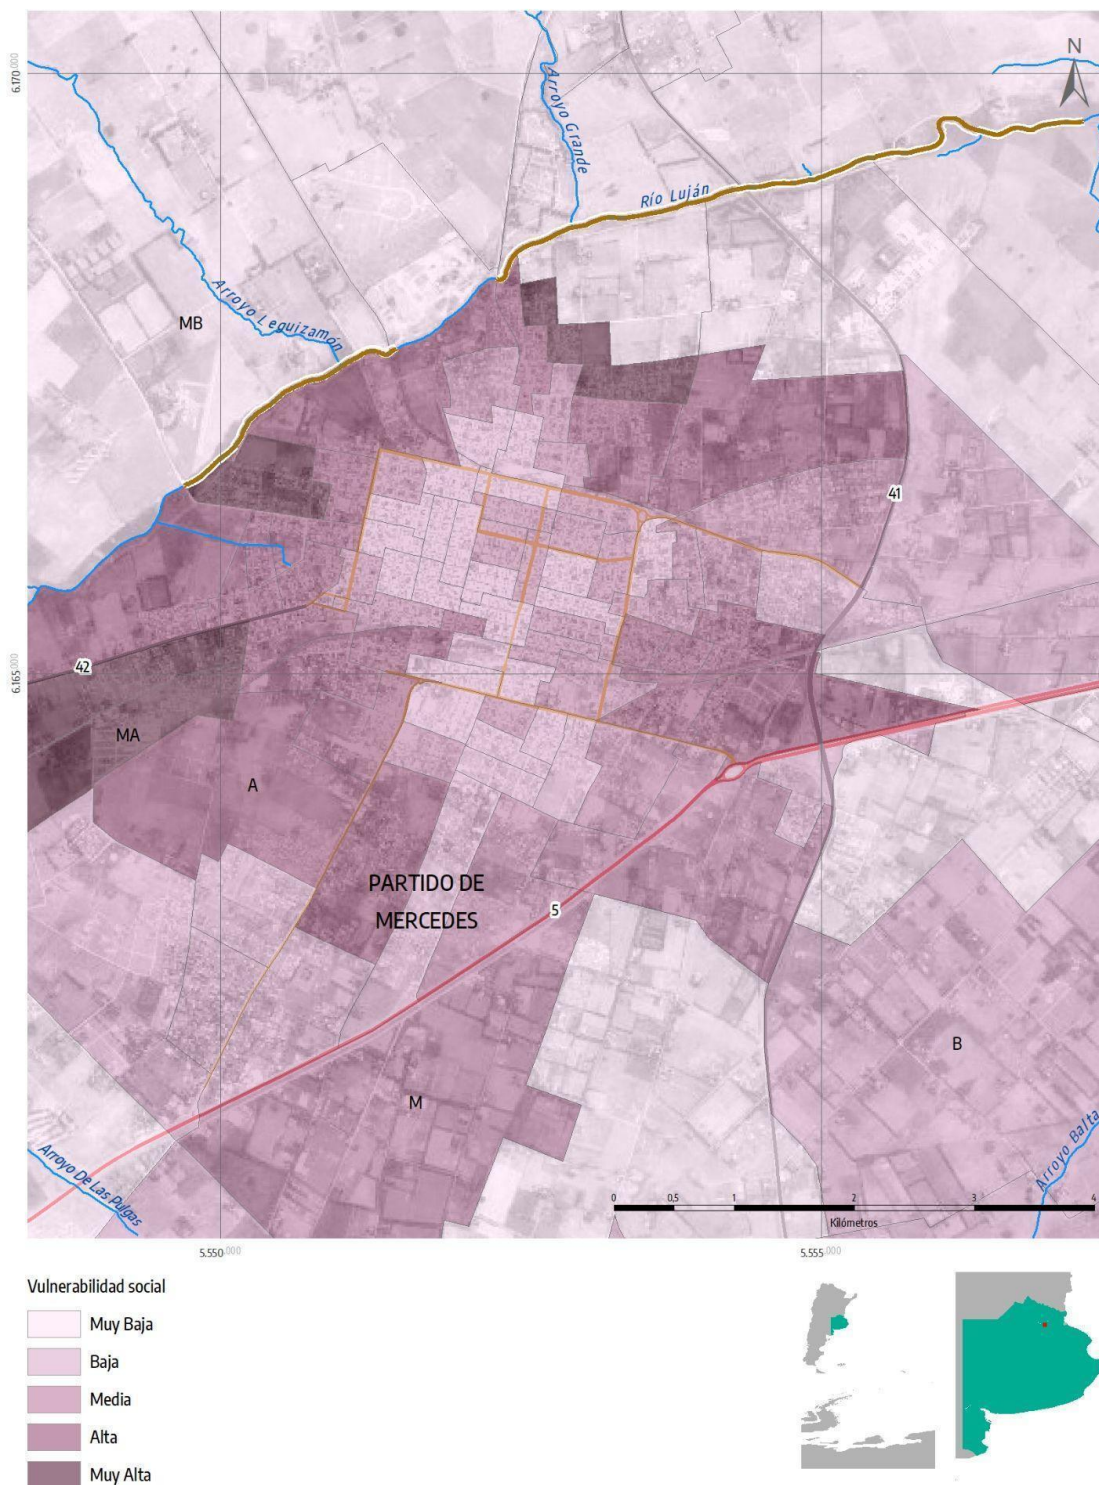 N
6.170.000
Arroyo Grande
Río Luján
Arroyo Leguizamón
MB
41
42
6.165.000
MA
A
PARTIDO DE
MERCEDES
5
B
M
Arroyo De Las Pulgas
Arroyo Balta
0 0,5 1 2 3 4
Kilómetros
5.550.000
5.555.000
Vulnerabilidad social
Muy Baja
Baja
Media
Alta
Muy Alta